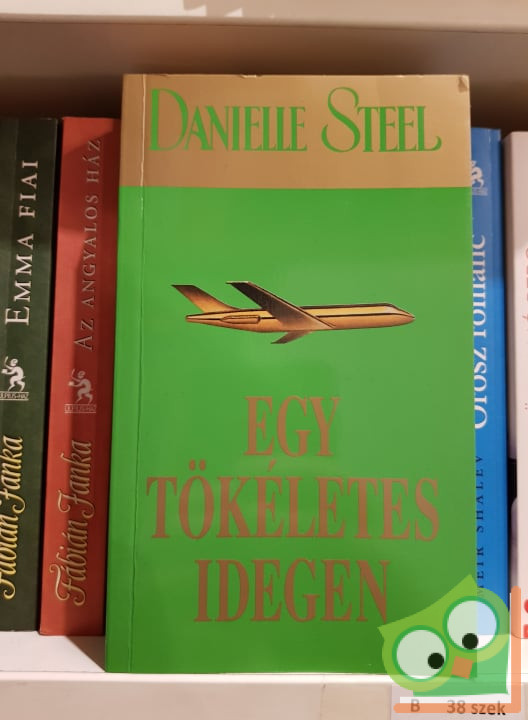 DANIELLE STEEL
EGY
TÖKÉLETES
IDEGEN
EMMA FIAI
Fábián Janka
AZ ANGYALOS HÁZ
Fábián Janka
Orosz románc
MEIR SHALEV
B 38 szek